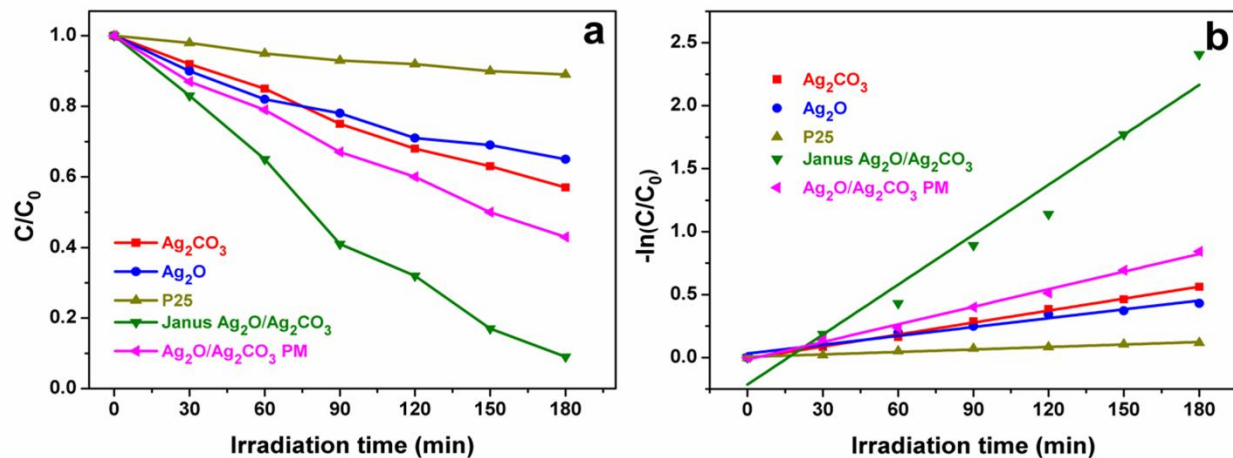 a
C/C₀
1.0
0.8
0.6
0.4
0.2
0.0
Ag₂CO₃
Ag₂O
P25
Janus Ag₂O/Ag₂CO₃
Ag₂O/Ag₂CO₃ PM
0 30 60 90 120 150 180
Irradiation time (min)
b
-ln(C/C₀)
2.5
2.0
1.5
1.0
0.5
0.0
Ag₂CO₃
Ag₂O
P25
Janus Ag₂O/Ag₂CO₃
Ag₂O/Ag₂CO₃ PM
0 30 60 90 120 150 180
Irradiation time (min)